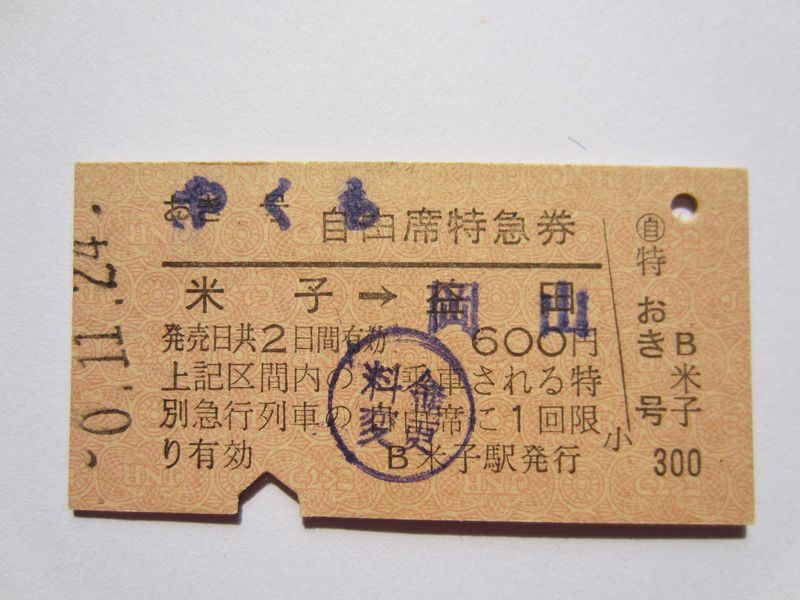 おき号
やくも
自由席特急券
米子→益田
岡山
発売日共2日間有効 600円
上記区間内の 乗車される特
別急行列車の自由席に1回限
り有効 B米子駅発行
料金変更
-0.11.24.
自特 おき 号
B米子
小
300